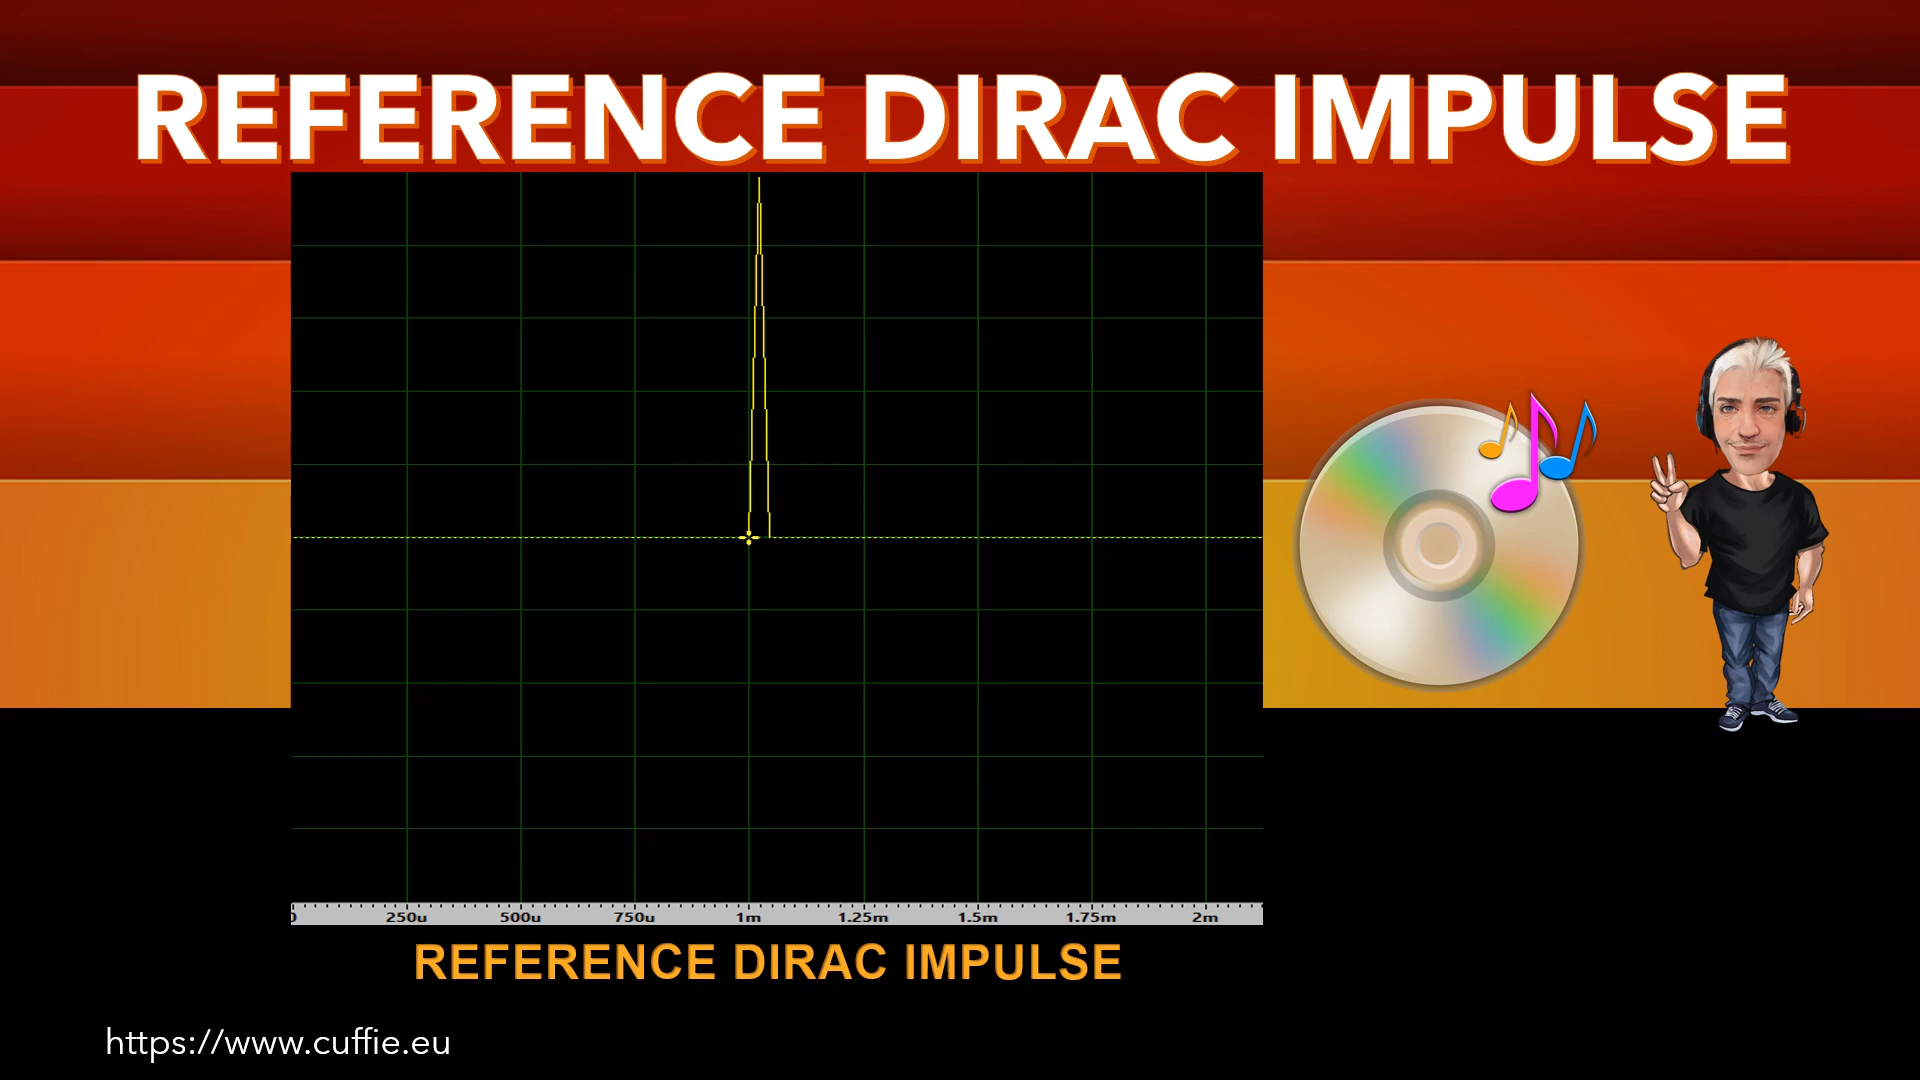 REFERENCE DIRAC IMPULSE
0 250u 500u 750u 1m 1.25m 1.5m 1.75m 2m
REFERENCE DIRAC IMPULSE
https://www.cuffie.eu